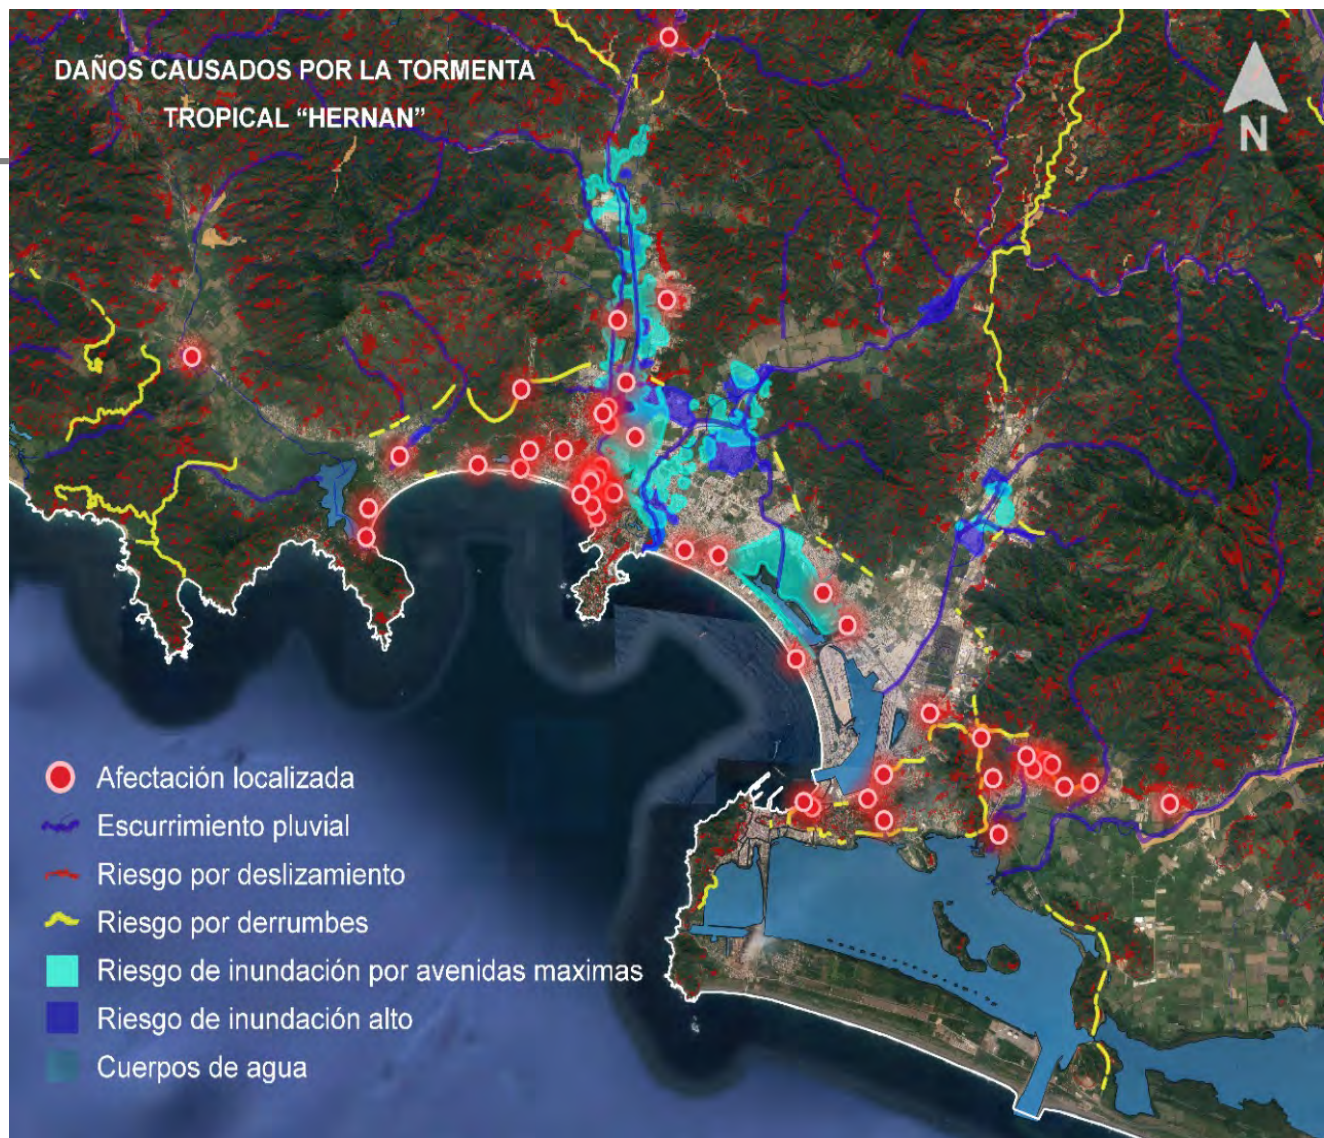 DAÑOS CAUSADOS POR LA TORMENTA
TROPICAL “HERNAN”
N
Afectación localizada
Escurrimiento pluvial
Riesgo por deslizamiento
Riesgo por derrumbes
Riesgo de inundación por avenidas maximas
Riesgo de inundación alto
Cuerpos de agua